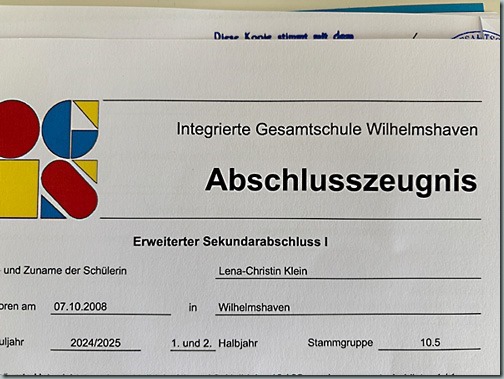 Diese Kopie stimmt mit dem
Integrierte Gesamtschule Wilhelmshaven
Abschlusszeugnis
Erweiterter Sekundarabschluss I
- und Zuname der Schülerin Lena-Christin Klein
oren am 07.10.2008 in Wilhelmshaven
uljahr 2024/2025 1. und 2. Halbjahr Stammgruppe 10.5